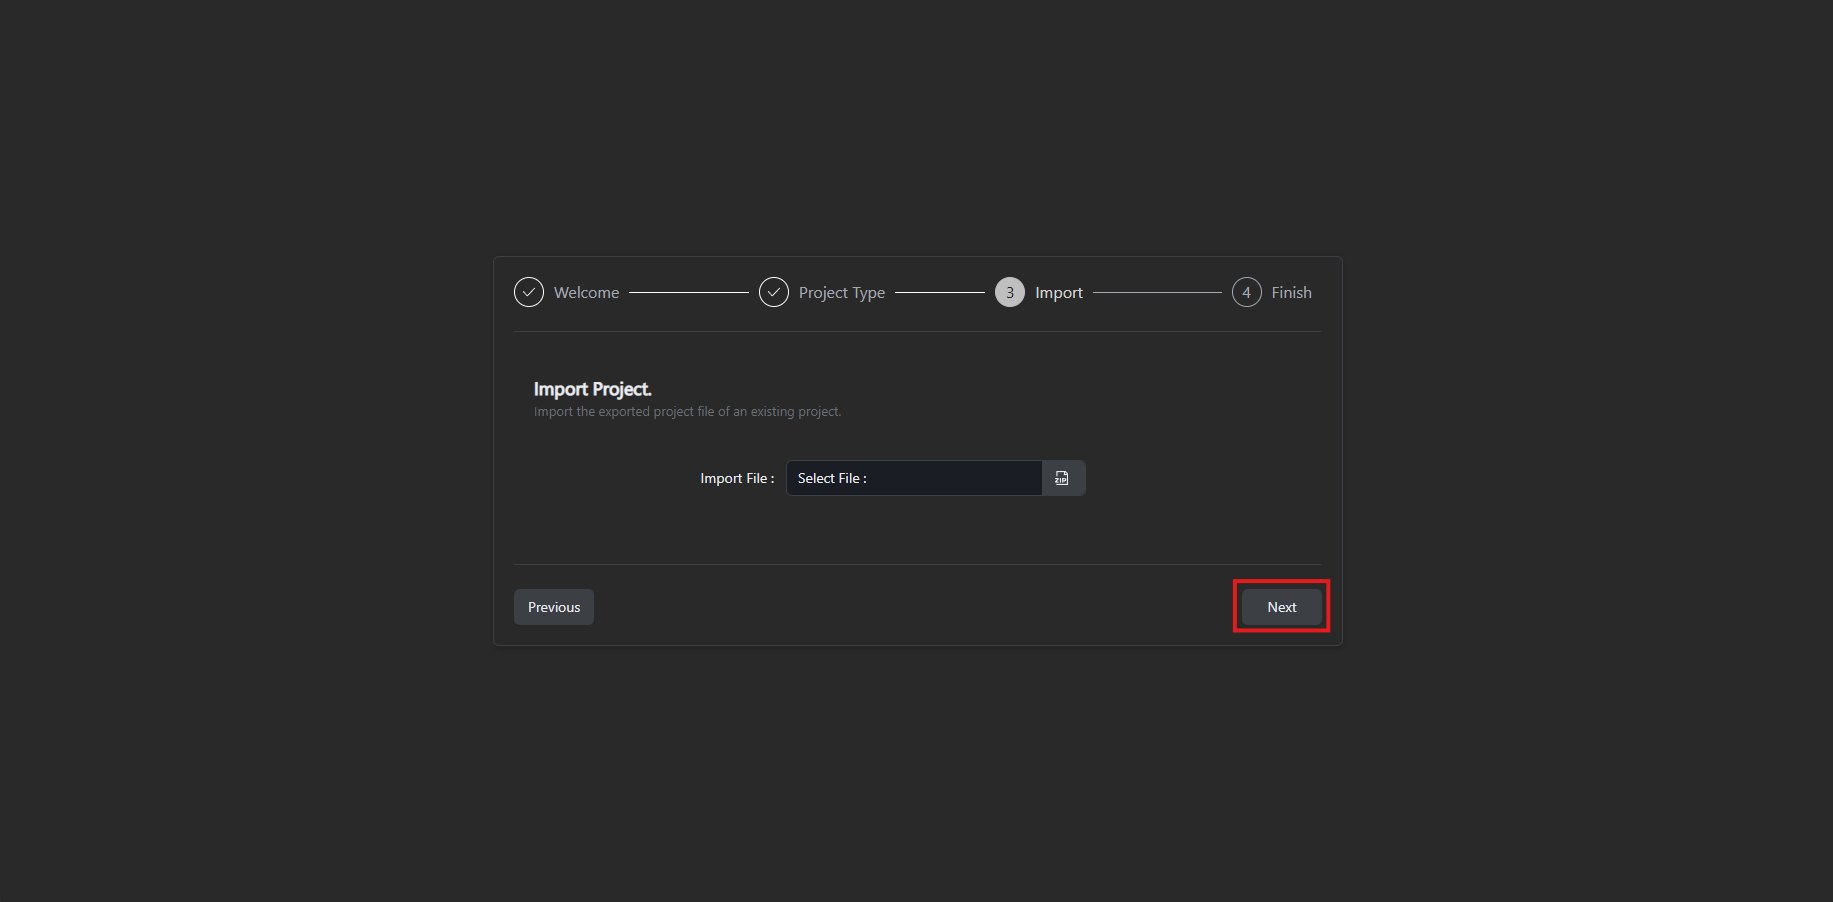 Welcome
Project Type
3 Import
4 Finish
Import Project.
Import the exported project file of an existing project.
Import File :
Select File :
ZIP
Previous
Next